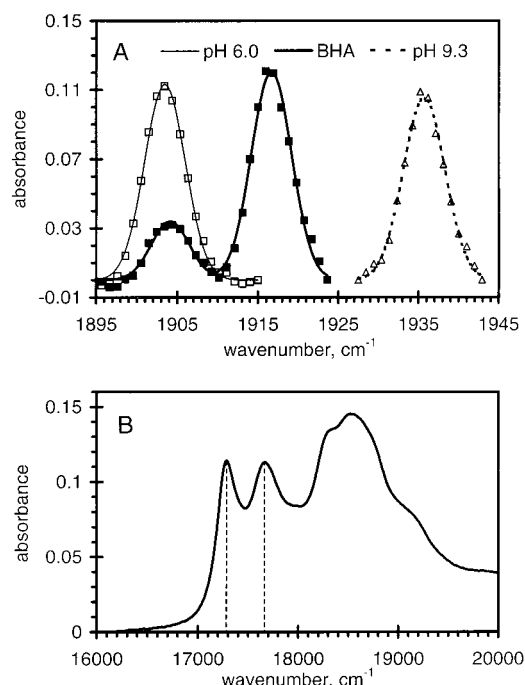 0.15
0.11
0.07
0.03
-0.01
absorbance
A
pH 6.0 BHA pH 9.3
1895 1905 1915 1925 1935 1945
wavenumber, cm-1
0.15
0.1
0.05
0
absorbance
B
16000 17000 18000 19000 20000
wavenumber, cm-1